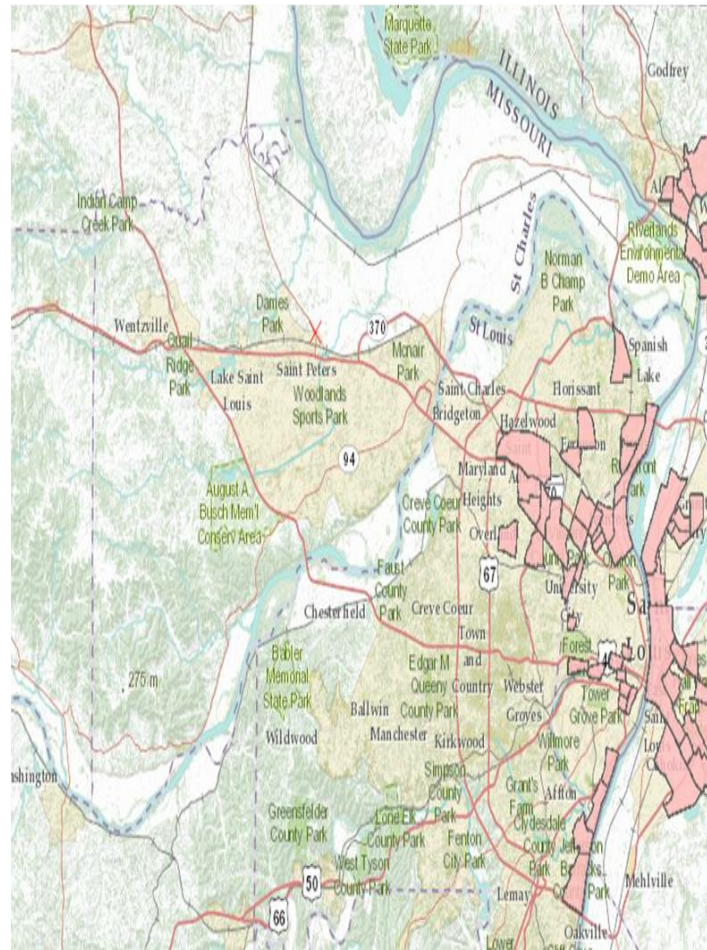 Marquette
State Park
ILLINOIS
MISSOURI
Godfrey
Indian Camp
Creek Park
St Charles
St Louis
Norman
B Champ
Park
Riverlands
Environmental
Demo Area
Dames
Park
370
Wentzville
Quail
Ridge
Park
Lake Saint
Louis
Saint Peters
Woodlands
Sports Park
Mcnair
Park
Saint Charles
Bridgeton
Florissant
Spanish
Lake
Hazelwood
94
Maryland
Heights
August A.
Busch Mem'l
Conserv Area
Creve Coeur
County Park
67
Faust
County
Park
Chesterfield
Creve Coeur
Town
and
Country
Forest
Babler
Memorial
State Park
275 m
Edgar M
Queeny
County Park
Webster
Groves
Tower
Grove Park
Ballwin
Manchester
Wildwood
Kirkwood
Willmore
Park
Simpson
County
Park
Grant's
Farm
Affton
Clydesdale
County
Park
Greensfelder
County Park
Lone Elk
County Park
Fenton
City Park
West Tyson
County Park
50
66
Lemay
Mehlville
Oakville
Lower